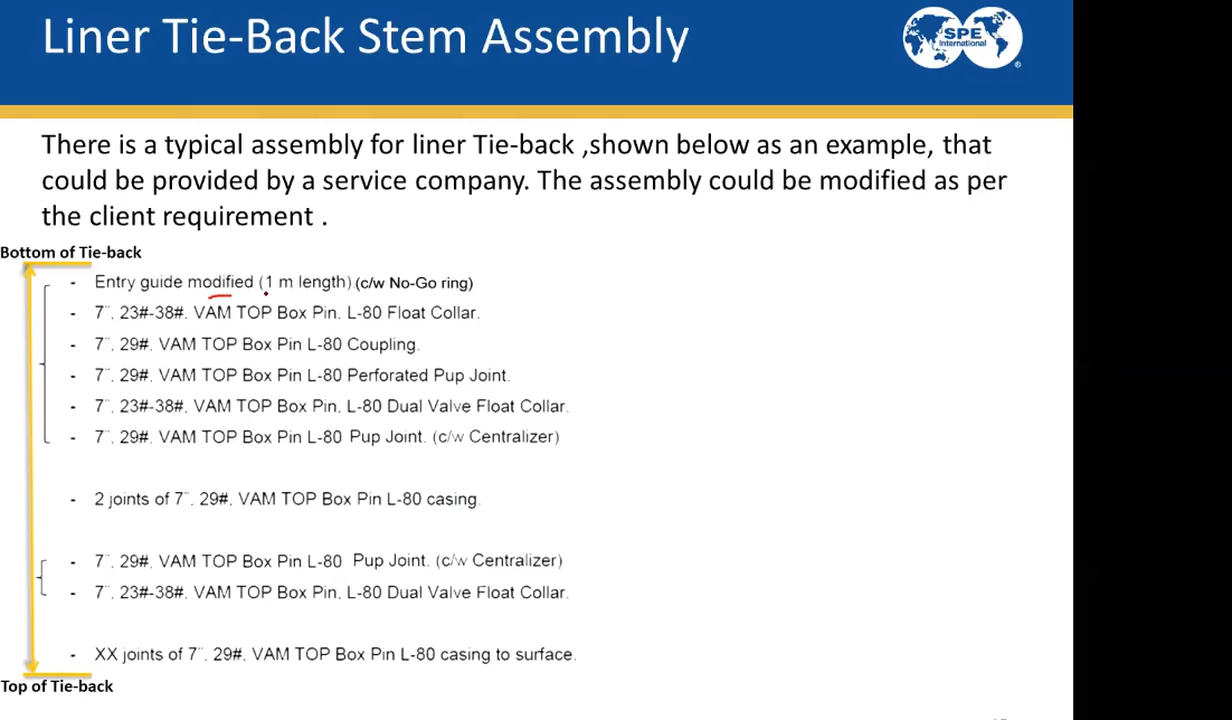 Liner Tie-Back Stem Assembly
SPE
International
There is a typical assembly for liner Tie-back ,shown below as an example, that
could be provided by a service company. The assembly could be modified as per
the client requirement .
Bottom of Tie-back
- Entry guide modified (1 m length).(c/w No-Go ring)
- 7¨. 23#-38#. VAM TOP Box Pin. L-80 Float Collar.
- 7¨. 29#. VAM TOP Box Pin L-80 Coupling.
- 7¨. 29#. VAM TOP Box Pin L-80 Perforated Pup Joint.
- 7¨. 23#-38#. VAM TOP Box Pin. L-80 Dual Valve Float Collar.
- 7¨. 29#. VAM TOP Box Pin L-80 Pup Joint. (c/w Centralizer)
- 2 joints of 7¨. 29#. VAM TOP Box Pin L-80 casing.
- 7¨. 29#. VAM TOP Box Pin L-80 Pup Joint. (c/w Centralizer)
- 7¨. 23#-38#. VAM TOP Box Pin. L-80 Dual Valve Float Collar.
- XX joints of 7¨. 29#. VAM TOP Box Pin L-80 casing to surface.
Top of Tie-back